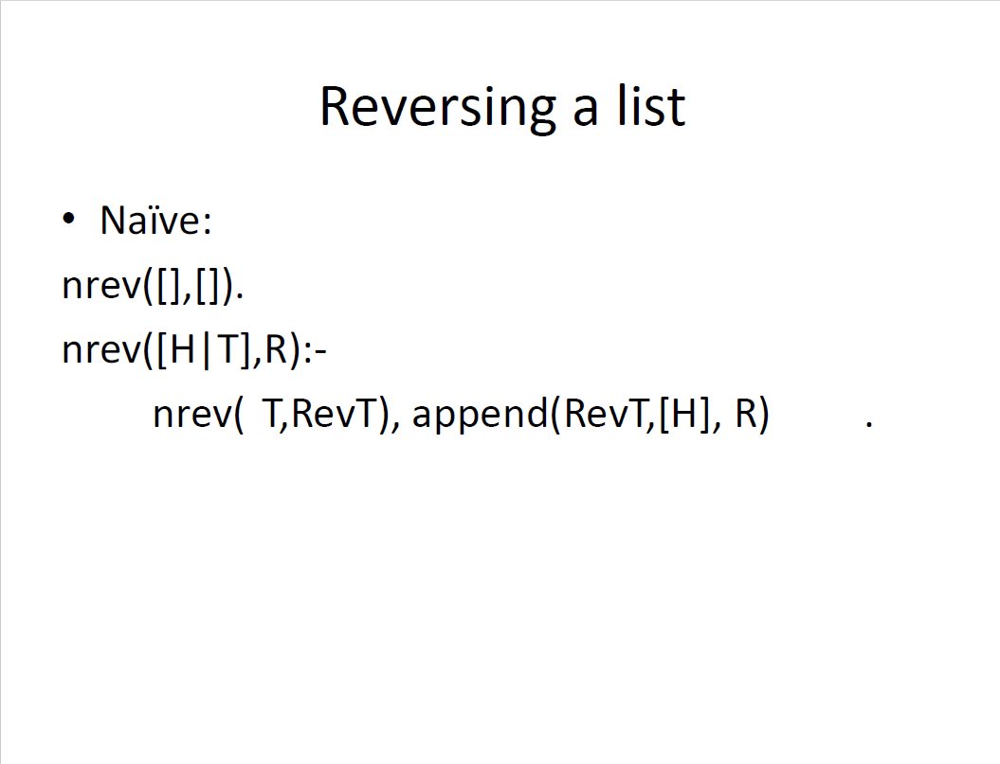 Reversing a list
• Naïve:
nrev([],[]).
nrev([H|T],R):-
nrev( T,RevT), append(RevT,[H], R) .